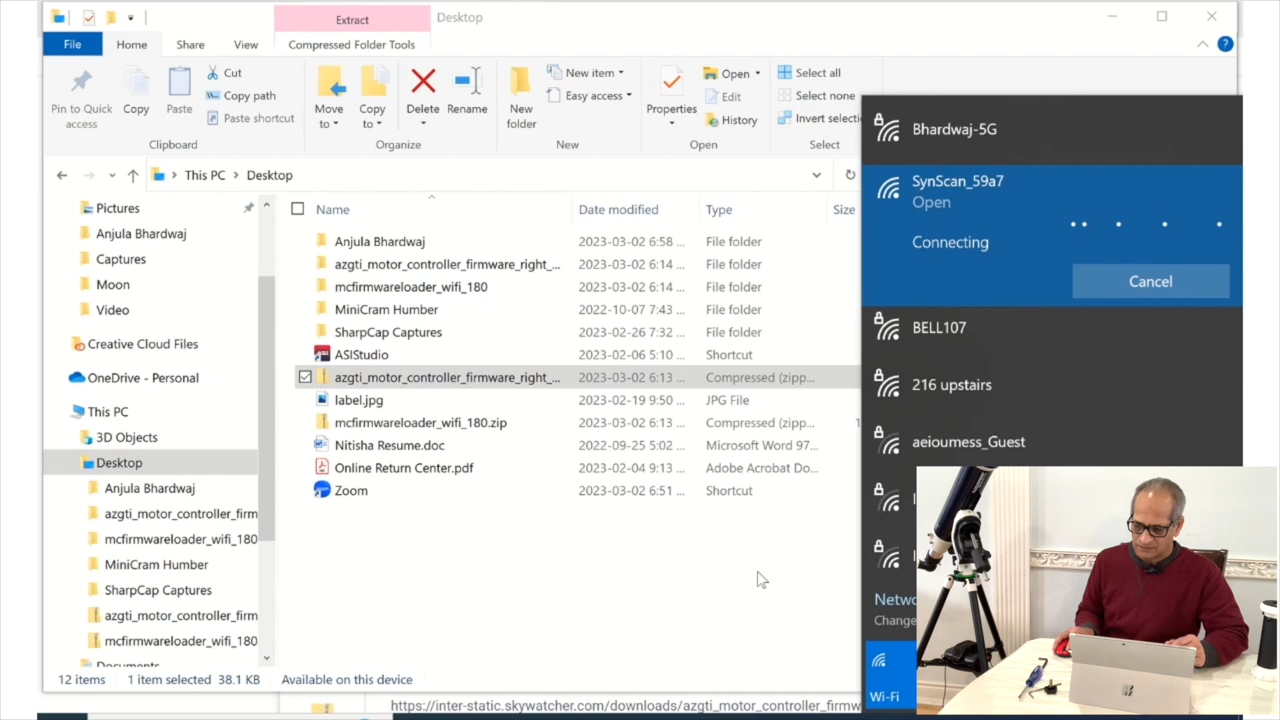 Extract
Desktop
File
Home
Share
View
Compressed Folder Tools
Pin to Quick access
Copy
Paste
Cut
Copy path
Paste shortcut
Clipboard
Move to
Copy to
Delete
Rename
Organize
New folder
New item
Easy access
New
Properties
Open
Edit
History
Open
Select all
Select none
Invert selecti
Select
This PC > Desktop
Name
Date modified
Type
Size
Pictures
Anjula Bhardwaj
Captures
Moon
Video
Creative Cloud Files
OneDrive - Personal
This PC
3D Objects
Desktop
Anjula Bhardwaj
azgti_motor_controller_firm
mcfirmwareloader_wifi_180
MiniCram Humber
SharpCap Captures
azgti_motor_controller_firm
mcfirmwareloader_wifi_180
Documents
Anjula Bhardwaj 2023-03-02 6:58 ... File folder
azgti_motor_controller_firmware_right_... 2023-03-02 6:14 ... File folder
mcfirmwareloader_wifi_180 2023-03-02 6:14 ... File folder
MiniCram Humber 2022-10-07 7:43 ... File folder
SharpCap Captures 2023-02-26 7:32 ... File folder
ASIStudio 2023-02-06 5:10 ... Shortcut
azgti_motor_controller_firmware_right_... 2023-03-02 6:13 ... Compressed (zipp...
label.jpg 2023-02-19 9:50 ... JPG File
mcfirmwareloader_wifi_180.zip 2023-03-02 6:13 ... Compressed (zipp... 1
Nitisha Resume.doc 2022-09-25 5:02 ... Microsoft Word 97...
Online Return Center.pdf 2023-02-04 9:13 ... Adobe Acrobat Do...
Zoom 2023-03-02 6:51 ... Shortcut
12 items 1 item selected 38.1 KB Available on this device
https://inter-static.skywatcher.com/downloads/azgti_motor_controller_firmw
Bhardwaj-5G
SynScan_59a7
Open
Connecting
Cancel
BELL107
216 upstairs
aeioumess_Guest
Netwo
Change
Wi-Fi